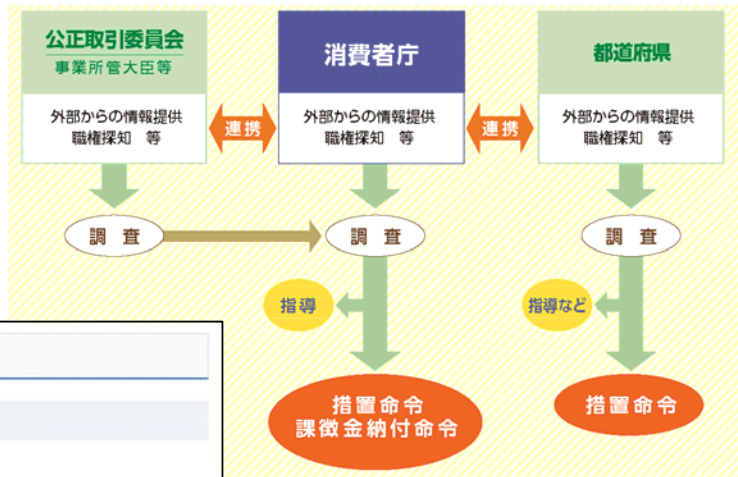 公正取引委員会
事業所管大臣等
外部からの情報提供
職権探知 等
連携
消費者庁
外部からの情報提供
職権探知 等
連携
都道府県
外部からの情報提供
職権探知 等
調査
調査
調査
指導
指導など
措置命令
課徴金納付命令
措置命令